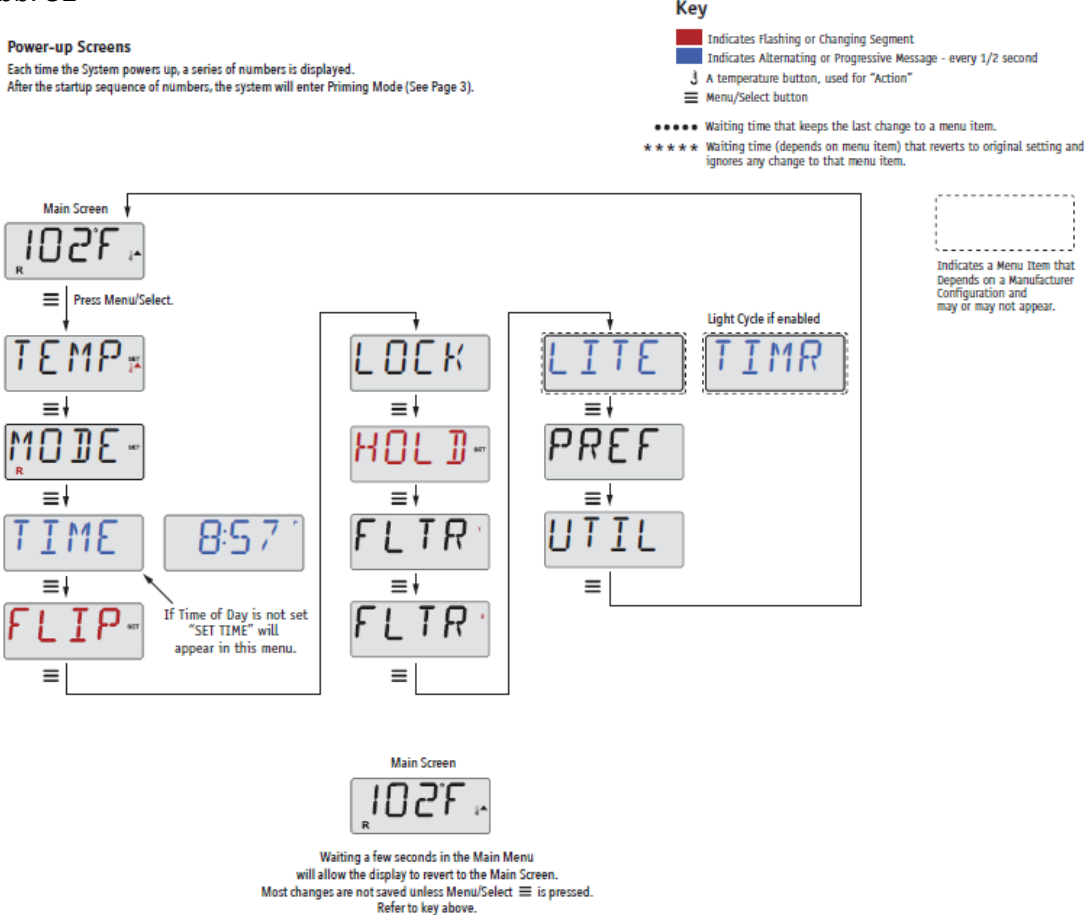 Power-up Screens
Each time the System powers up, a series of numbers is displayed.
After the startup sequence of numbers, the system will enter Priming Mode (See Page 3).
Key
Indicates Flashing or Changing Segment
Indicates Alternating or Progressive Message - every 1/2 second
A temperature button, used for “Action”
Menu/Select button
Waiting time that keeps the last change to a menu item.
***** Waiting time (depends on menu item) that reverts to original setting and
ignores any change to that menu item.
Indicates a Menu Item that
Depends on a Manufacturer
Configuration and
may or may not appear.
Main Screen
102°F
R
Press Menu/Select.
TEMP SET
MODE SET
R
TIME
8:57 P
If Time of Day is not set
“SET TIME” will
appear in this menu.
FLIP SET
LOCK
HOLD SET
FLTR 1
FLTR 2
Light Cycle if enabled
LITE
TIMR
PREF
UTIL
Main Screen
102°F
R
Waiting a few seconds in the Main Menu
will allow the display to revert to the Main Screen.
Most changes are not saved unless Menu/Select ☰ is pressed.
Refer to key above.